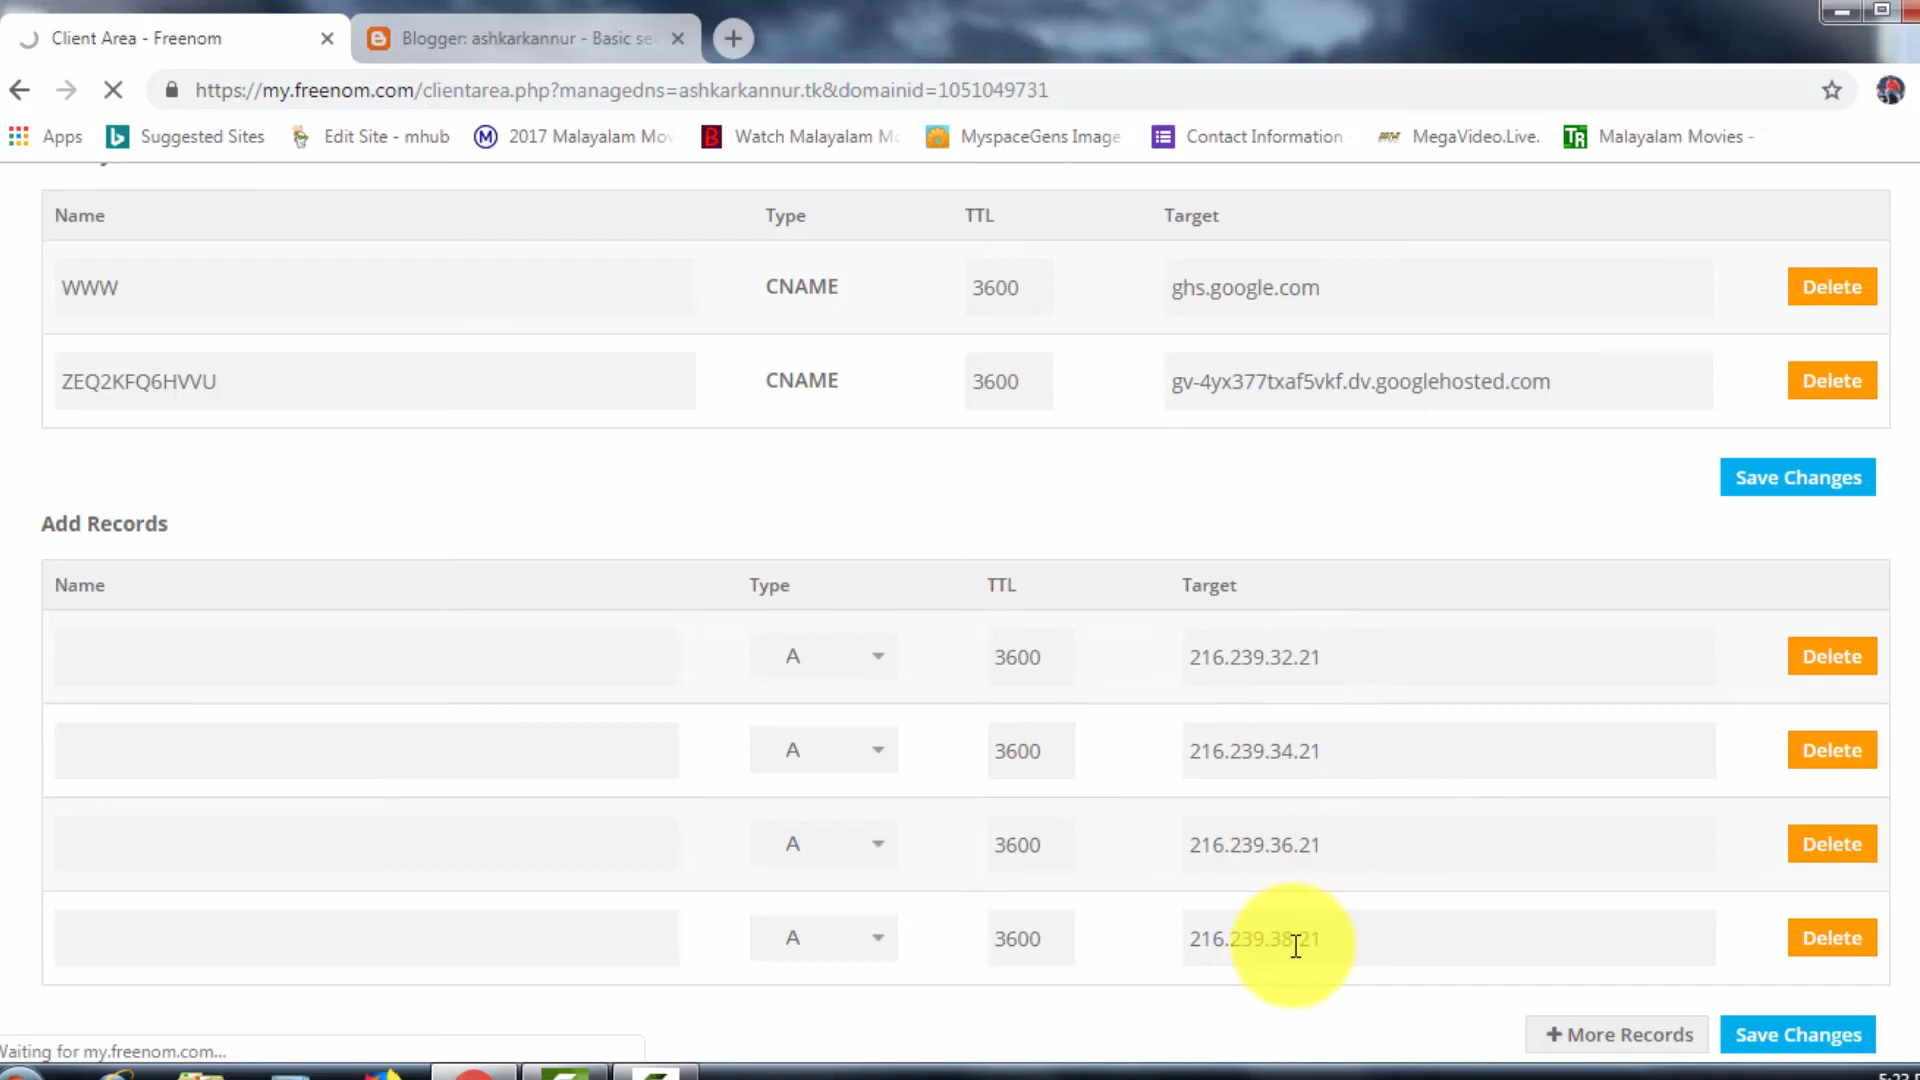 Client Area - Freenom
Blogger: ashkarkannur - Basic se
https://my.freenom.com/clientarea.php?managedns=ashkarkannur.tk&domainid=1051049731
Apps Suggested Sites Edit Site - mhub 2017 Malayalam Mo Watch Malayalam M MyspaceGens Image Contact Information MegaVideo.Live. Malayalam Movies -
Name Type TTL Target
WWW CNAME 3600 ghs.google.com Delete
ZEQ2KFQ6HVVU CNAME 3600 gv-4yx377txaf5vkf.dv.googlehosted.com Delete
Save Changes
Add Records
Name Type TTL Target
A 3600 216.239.32.21 Delete
A 3600 216.239.34.21 Delete
A 3600 216.239.36.21 Delete
A 3600 216.239.38.21 Delete
+ More Records Save Changes
Waiting for my.freenom.com...